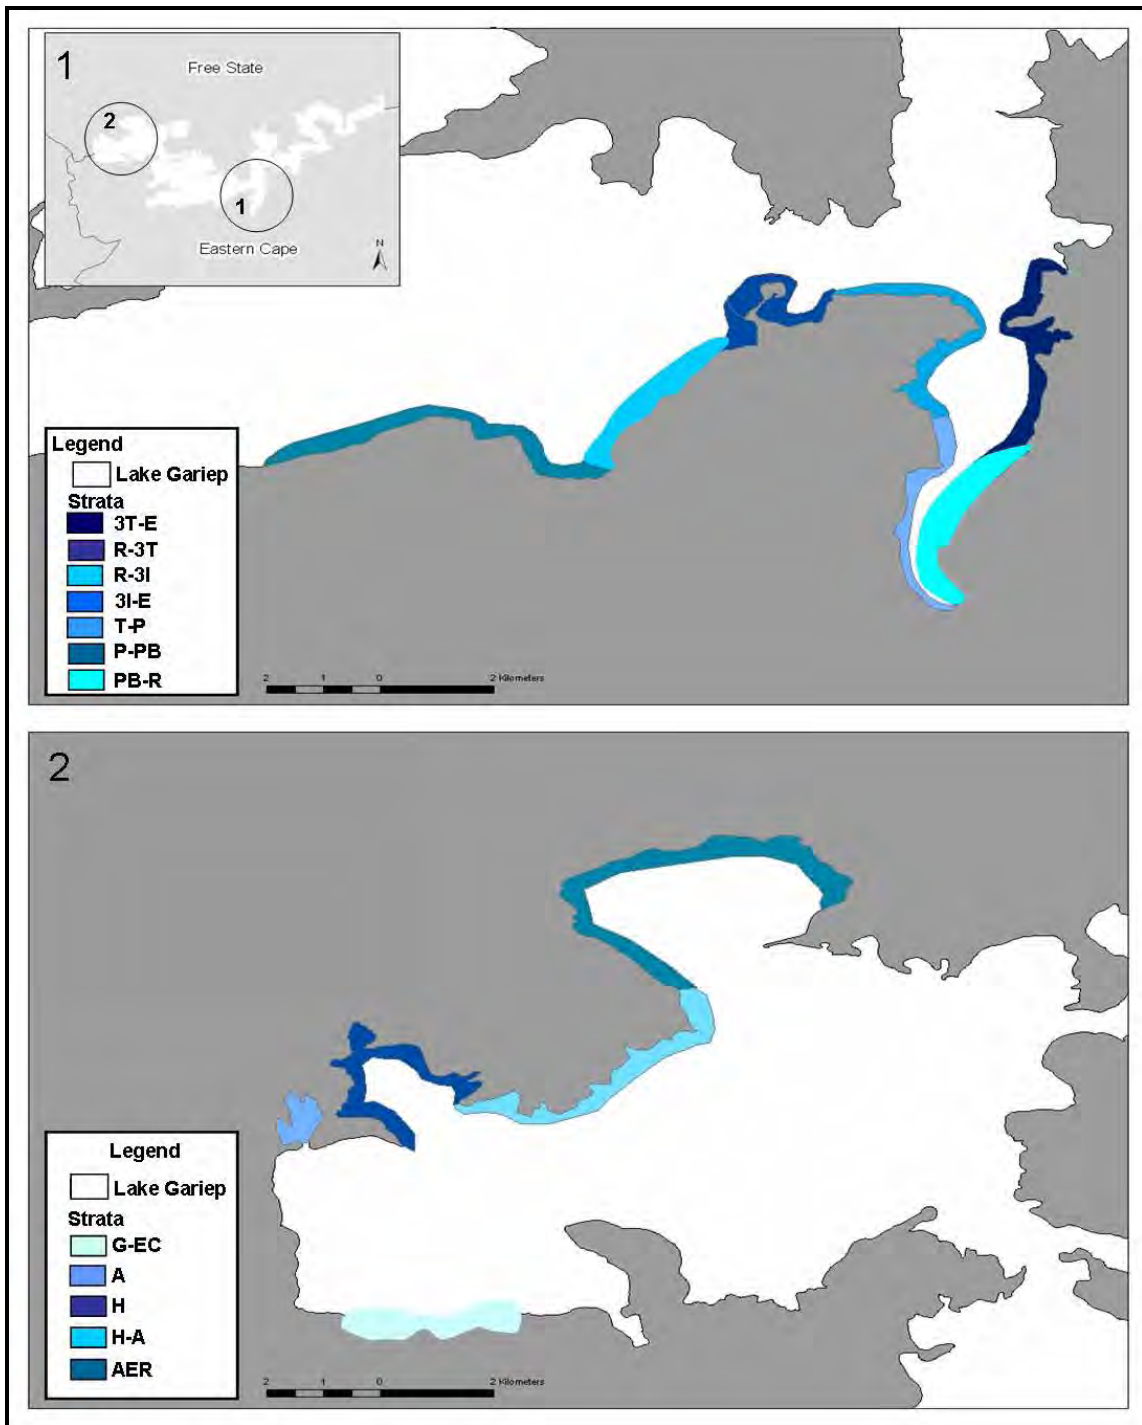 1
Free State
2
1
Eastern Cape
N
Legend
Lake Gariep
Strata
3T-E
R-3T
R-3I
3I-E
T-P
P-PB
PB-R
2 1 0 2 Kilometers
2
Legend
Lake Gariep
Strata
G-EC
A
H
H-A
AER
2 1 0 2 Kilometers